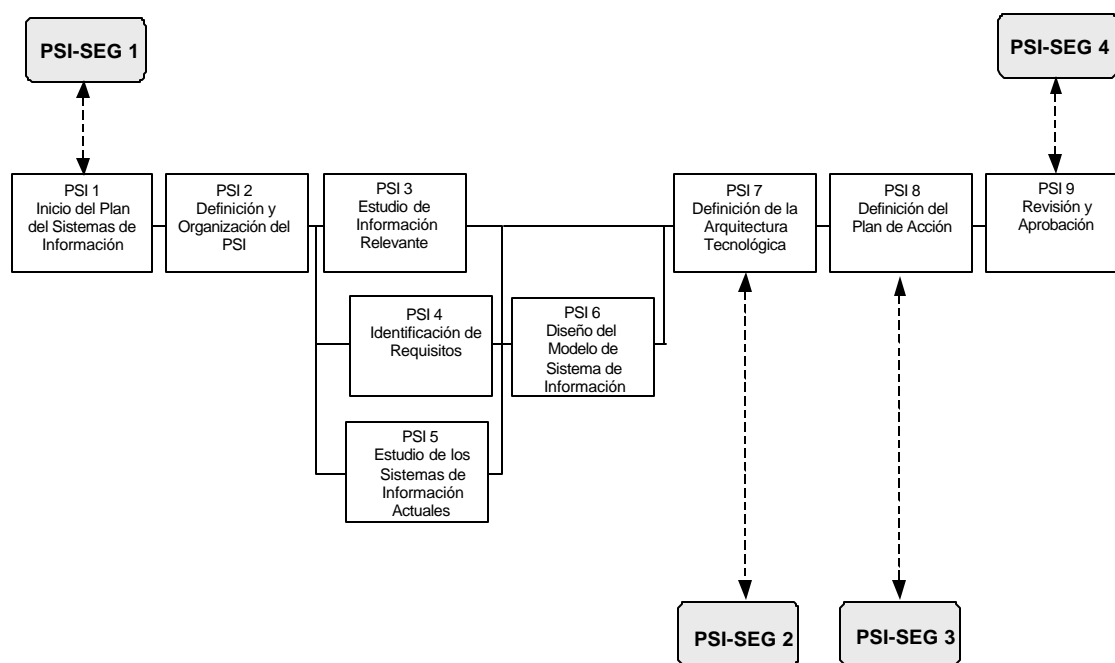 PSI-SEG 1
PSI-SEG 4
PSI 1
Inicio del Plan
del Sistemas de
Información
PSI 2
Definición y
Organización del
PSI
PSI 3
Estudio de
Información
Relevante
PSI 7
Definición de la
Arquitectura
Tecnológica
PSI 8
Definición del
Plan de Acción
PSI 9
Revisión y
Aprobación
PSI 4
Identificación de
Requisitos
PSI 6
Diseño del
Modelo de
Sistema de
Información
PSI 5
Estudio de los
Sistemas de
Información
Actuales
PSI-SEG 2
PSI-SEG 3